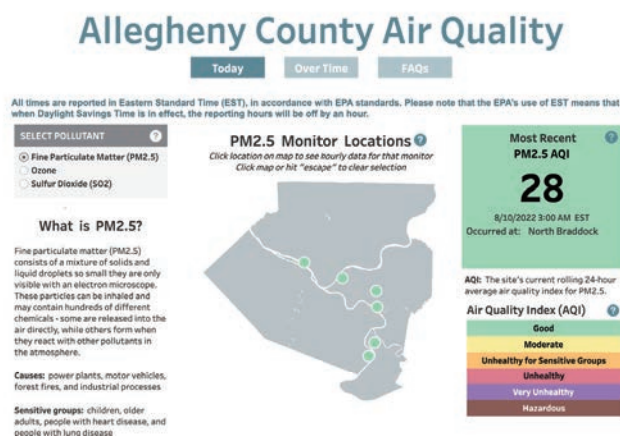 Allegheny County Air Quality
Today
Over Time
FAQs
All times are reported in Eastern Standard Time (EST), in accordance with EPA standards. Please note that the EPA's use of EST means that
when Daylight Savings Time is in effect, the reporting hours will be off by an hour.
SELECT POLLUTANT ?
Fine Particulate Matter (PM2.5)
Ozone
Sulfur Dioxide (SO2)
What is PM2.5?
Fine particulate matter (PM2.5)
consists of a mixture of solids and
liquid droplets so small they are only
visible with an electron microscope.
These particles can be inhaled and
may contain hundreds of different
chemicals - some are released into the
air directly, while others form when
they react with other pollutants in
the atmosphere.
Causes: power plants, motor vehicles,
forest fires, and industrial processes
Sensitive groups: children, older
adults, people with heart disease, and
people with lung disease
PM2.5 Monitor Locations ?
Click location on map to see hourly data for that monitor
Click map or hit "escape" to clear selection
Most Recent ?
PM2.5 AQI
28
8/10/2022 3:00 AM EST
Occurred at: North Braddock
AQI: The site's current rolling 24-hour
average air quality index for PM2.5.
Air Quality Index (AQI) ?
Good
Moderate
Unhealthy for Sensitive Groups
Unhealthy
Very Unhealthy
Hazardous